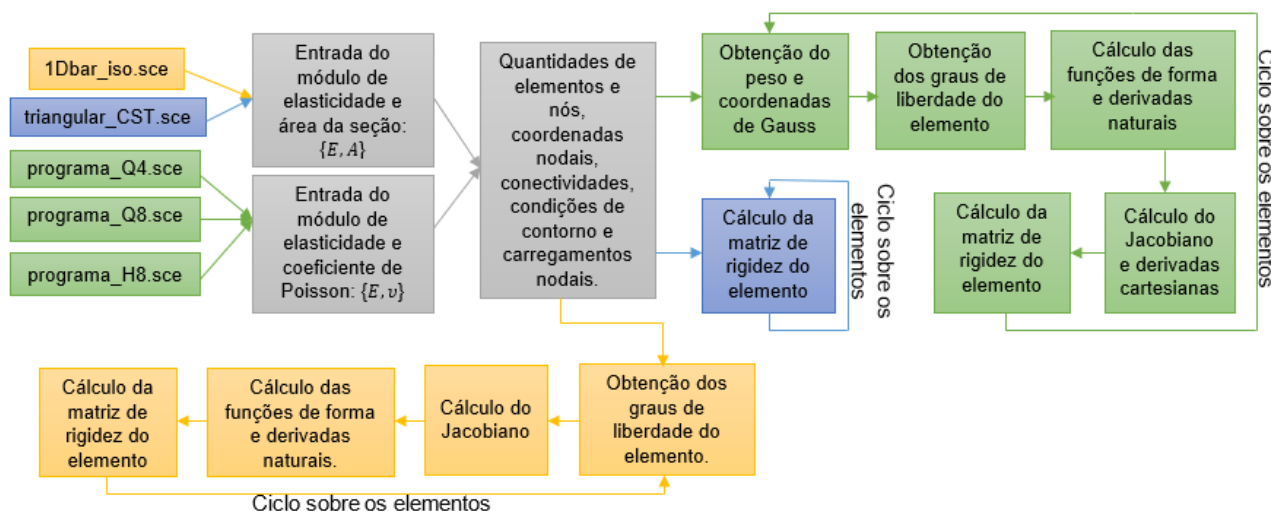 1Dbar_iso.sce
triangular_CST.sce
programa_Q4.sce
programa_Q8.sce
programa_H8.sce
Entrada do
módulo de
elasticidade e
área da seção:
{E, A}
Entrada do
módulo de
elasticidade e
coeficiente de
Poisson: {E, υ}
Quantidades de
elementos e
nós,
coordenadas
nodais,
conectividades,
condições de
contorno e
carregamentos
nodais.
Obtenção do
peso e
coordenadas
de Gauss
Obtenção
dos graus de
liberdade do
elemento
Cálculo das
funções de forma
e derivadas
naturais
Cálculo do
Jacobiano
e derivadas
cartesianas
Cálculo da
matriz de
rigidez do
elemento
Ciclo sobre os elementos
Cálculo da
matriz de
rigidez do
elemento
Ciclo sobre os
elementos
Obtenção dos
graus de
liberdade do
elemento.
Cálculo do
Jacobiano
Cálculo das
funções de forma
e derivadas
naturais.
Cálculo da
matriz de
rigidez do
elemento
Ciclo sobre os elementos